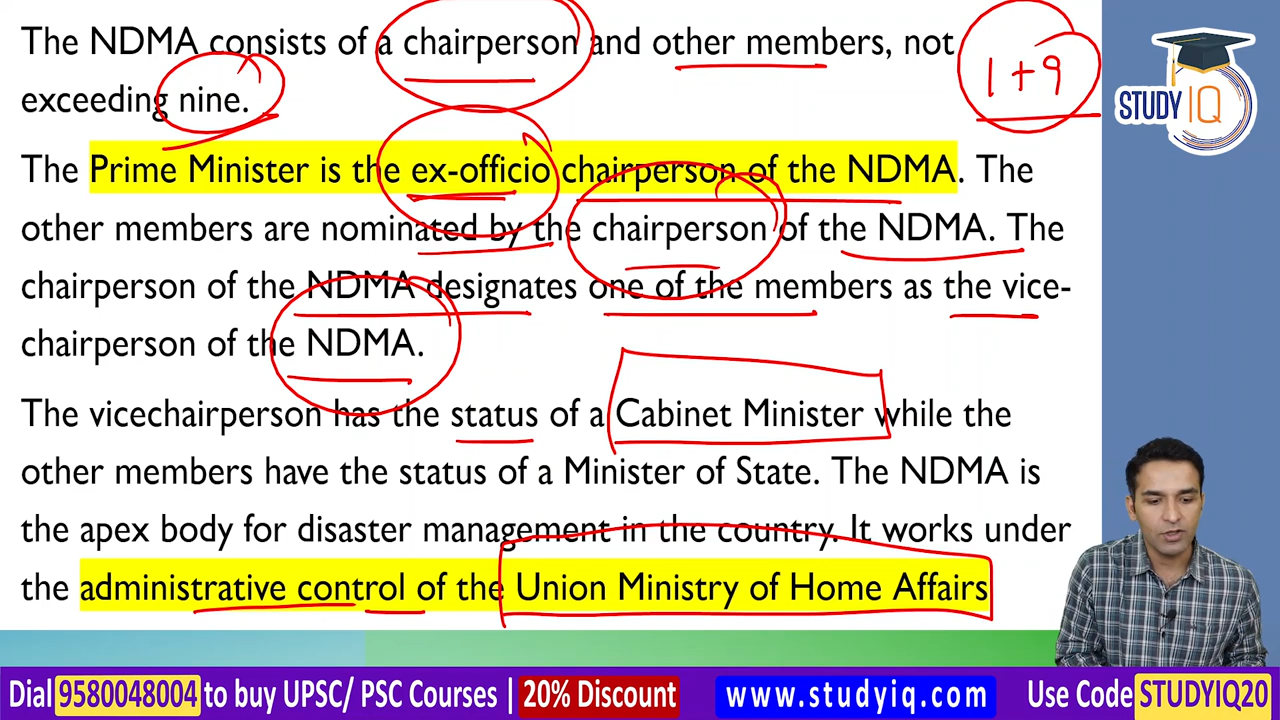 The NDMA consists of a chairperson and other members, not
exceeding nine.
1+9
STUDY IQ
The Prime Minister is the ex-officio chairperson of the NDMA. The
other members are nominated by the chairperson of the NDMA. The
chairperson of the NDMA designates one of the members as the vice-
chairperson of the NDMA.
The vicechairperson has the status of a Cabinet Minister while the
other members have the status of a Minister of State. The NDMA is
the apex body for disaster management in the country. It works under
the administrative control of the Union Ministry of Home Affairs
Dial 9580048004 to buy UPSC/ PSC Courses | 20% Discount www.studyiq.com Use Code STUDYIQ20